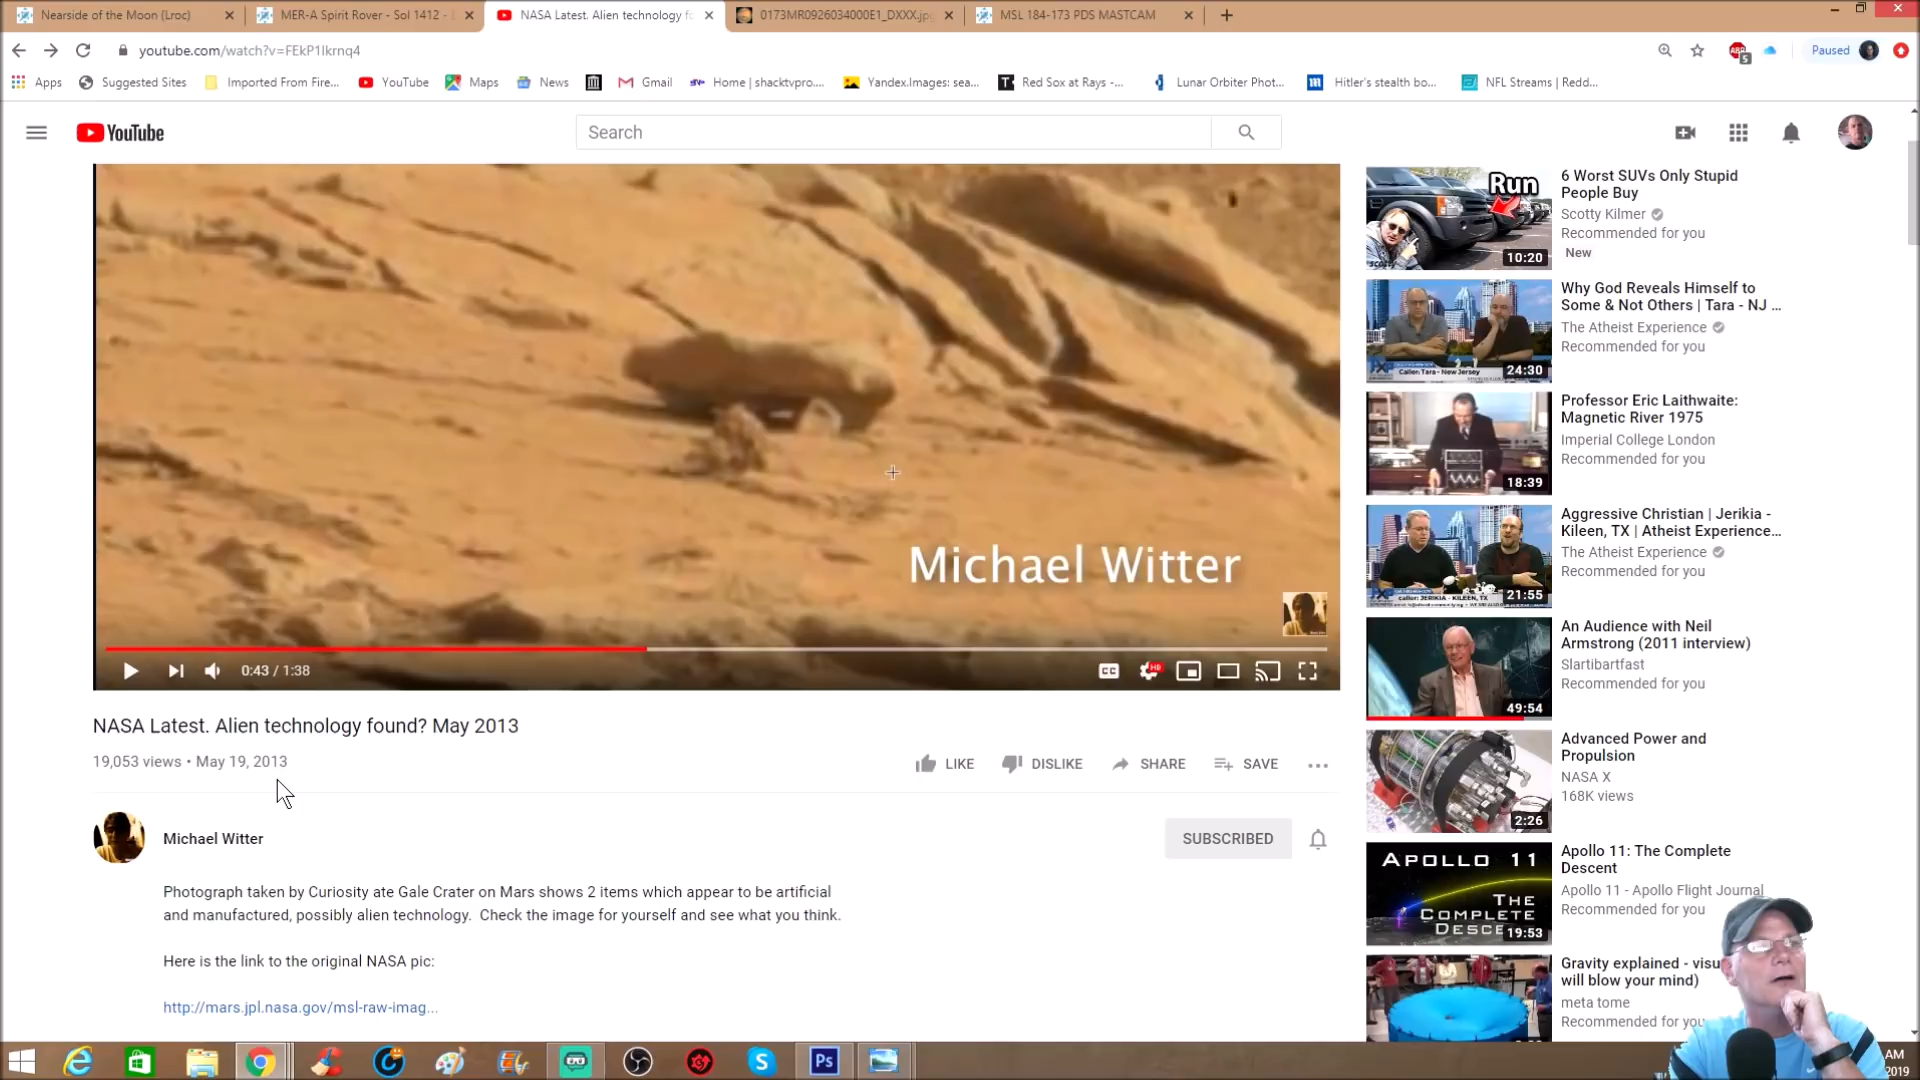 Nearside of the Moon (Lroc)
MER-A Spirit Rover - Sol 1412 -
NASA Latest. Alien technology fo
0173MR0926034000E1_DXXX.jp
MSL 184-173 PDS MASTCAM
youtube.com/watch?v=FEkP1lkrnq4
Paused
Apps
Suggested Sites
Imported From Fire...
YouTube
Maps
News
Gmail
Home | shacktvpro....
Yandex.Images: sea...
Red Sox at Rays -...
Lunar Orbiter Phot...
Hitler's stealth bo...
NFL Streams | Redd...
YouTube
Search
Michael Witter
0:43 / 1:38
CC
HD
NASA Latest. Alien technology found? May 2013
19,053 views • May 19, 2013
LIKE
DISLIKE
SHARE
SAVE
Michael Witter
SUBSCRIBED
Photograph taken by Curiosity ate Gale Crater on Mars shows 2 items which appear to be artificial
and manufactured, possibly alien technology. Check the image for yourself and see what you think.
Here is the link to the original NASA pic:
http://mars.jpl.nasa.gov/msl-raw-imag...
Run
10:20
6 Worst SUVs Only Stupid
People Buy
Scotty Kilmer
Recommended for you
New
Caller: Tara - New Jersey
24:30
Why God Reveals Himself to
Some & Not Others | Tara - NJ ...
The Atheist Experience
Recommended for you
18:39
Professor Eric Laithwaite:
Magnetic River 1975
Imperial College London
Recommended for you
caller: JERIKIA - KILEEN, TX
21:55
Aggressive Christian | Jerikia -
Kileen, TX | Atheist Experience...
The Atheist Experience
Recommended for you
49:54
An Audience with Neil
Armstrong (2011 interview)
Slartibartfast
Recommended for you
2:26
Advanced Power and
Propulsion
NASA X
168K views
APOLLO 11
THE
COMPLETE
DESCE
19:53
Apollo 11: The Complete
Descent
Apollo 11 - Apollo Flight Journal
Recommended for you
Gravity explained - visu
will blow your mind)
meta tome
Recommended for you
Ps
AM
2019